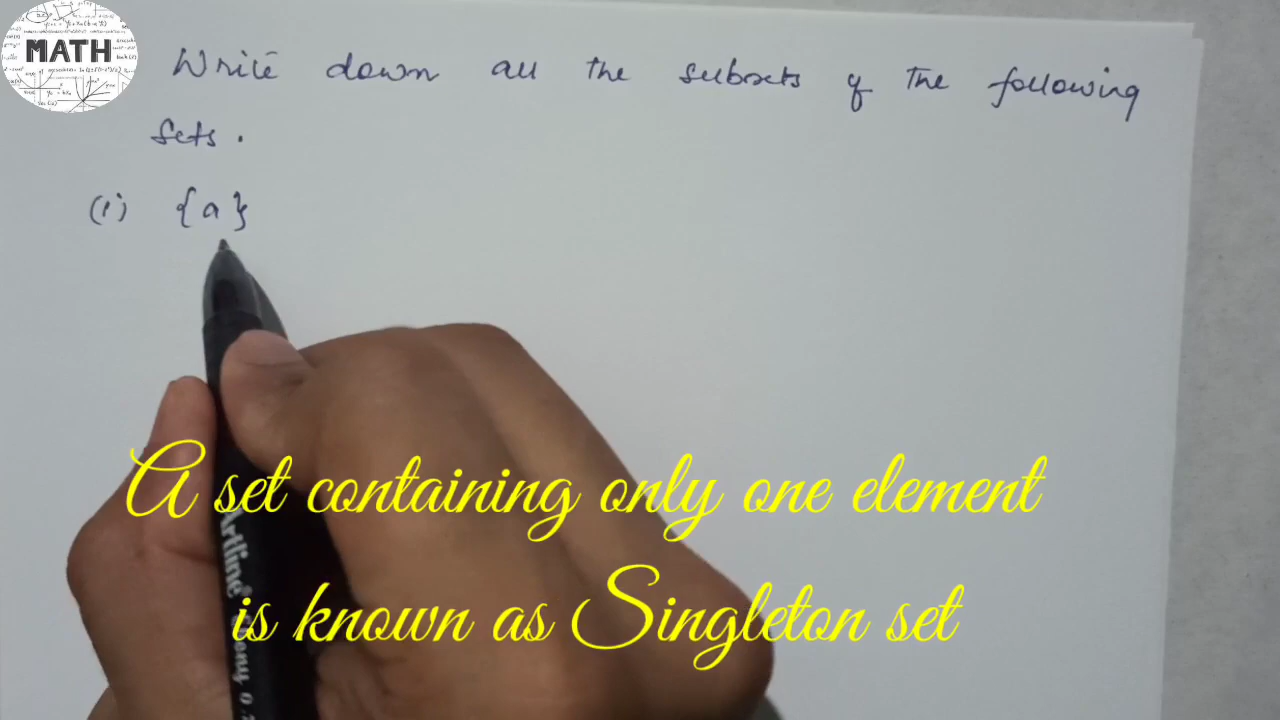 MATH
Write down all the subsets of the following
sets.
(i) {a}
A set containing only one element
is known as Singleton set
Artline